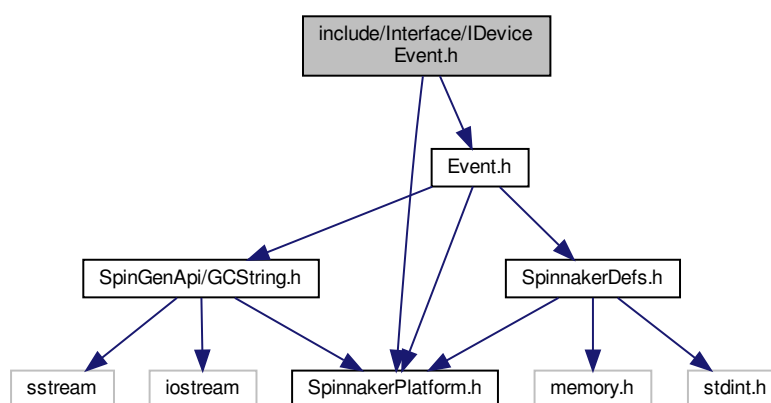 include/Interface/IDevice
Event.h
Event.h
SpinGenApi/GCString.h
SpinnakerDefs.h
sstream
iostream
SpinnakerPlatform.h
memory.h
stdint.h